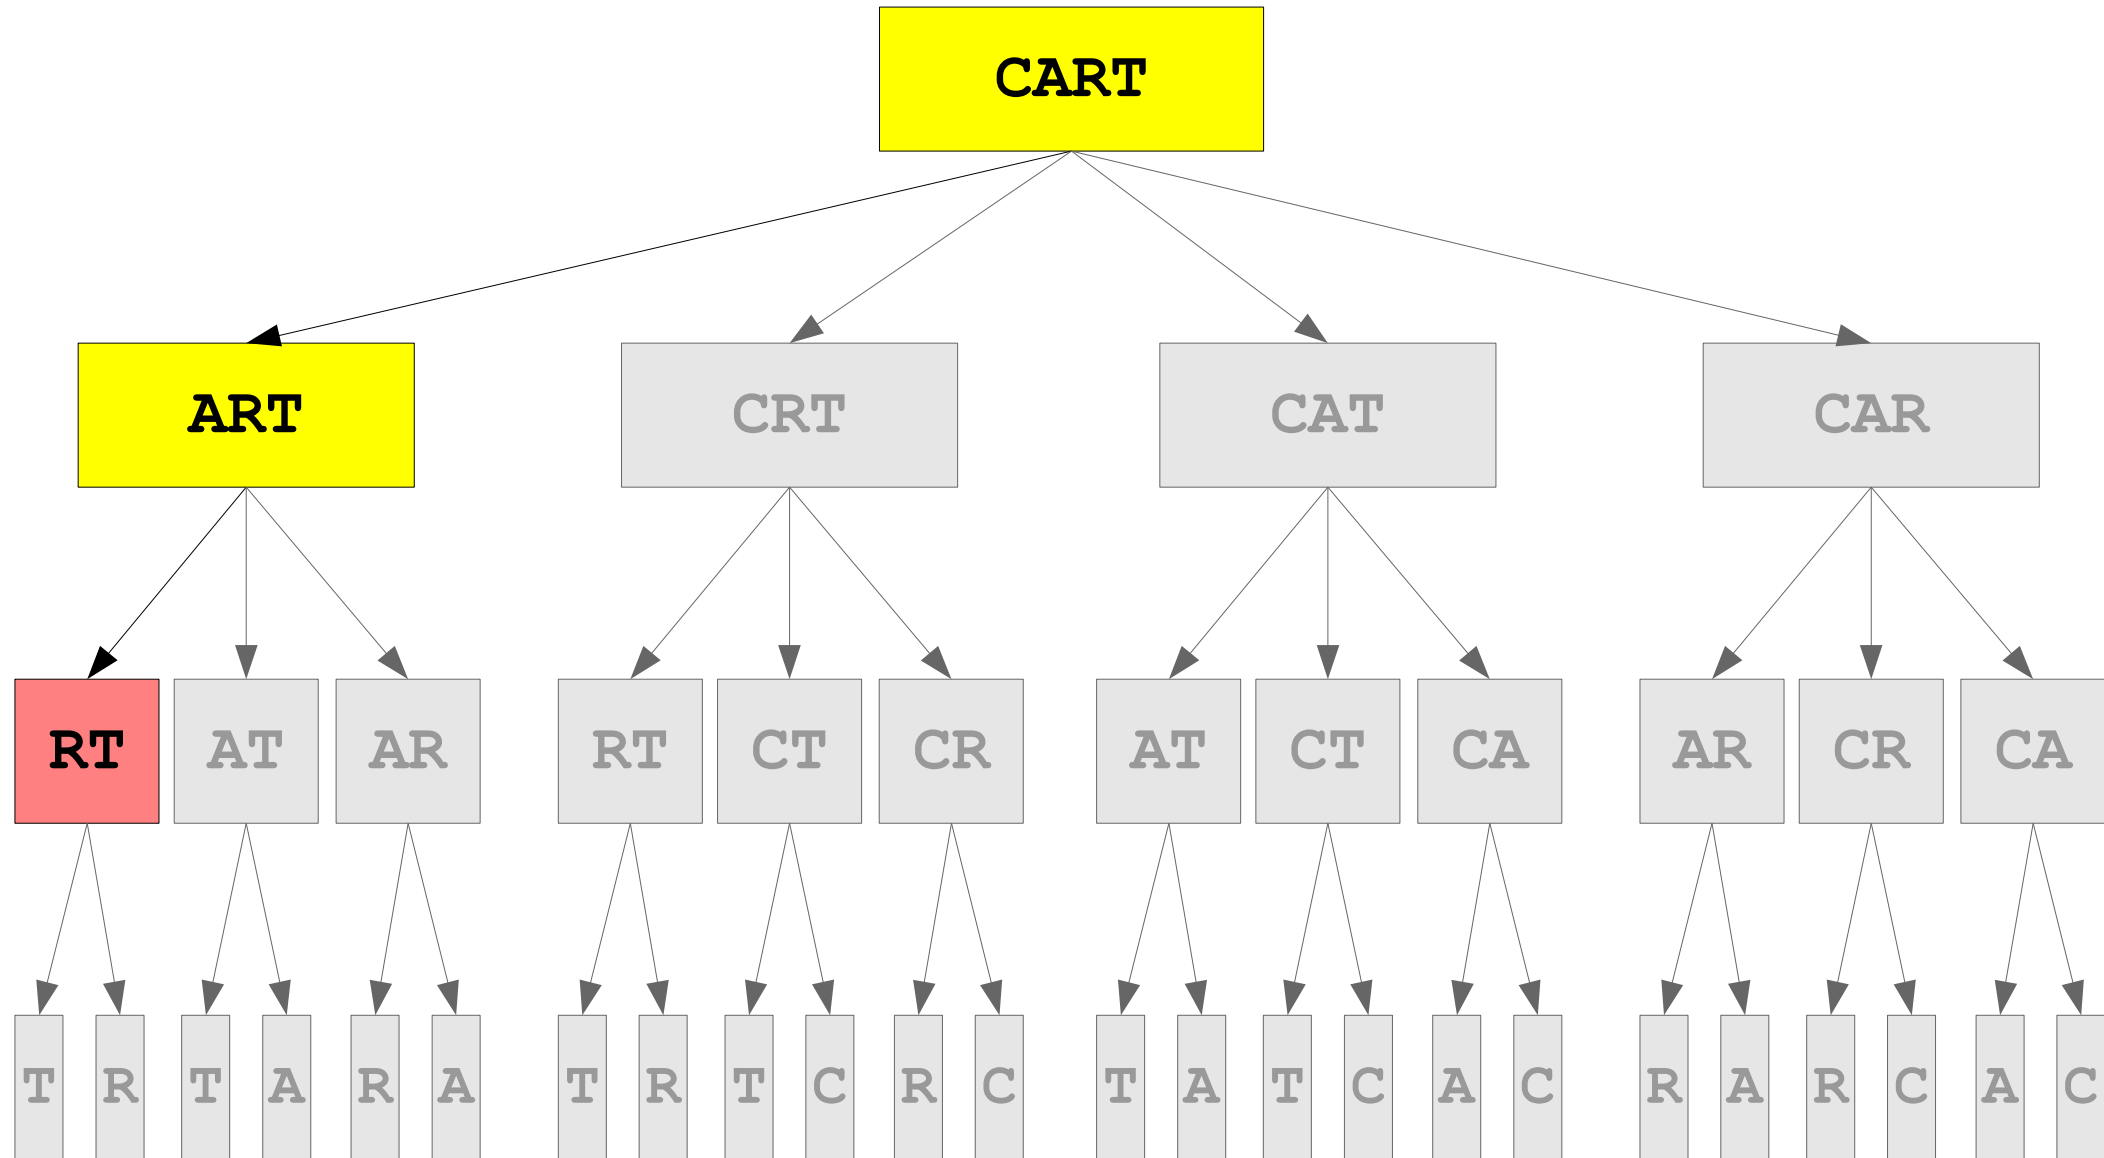 CART
ART CRT CAT CAR
RT AT AR RT CT CR AT CT CA AR CR CA
T R T A R A T R T C R C T A T C A C R A R C A C